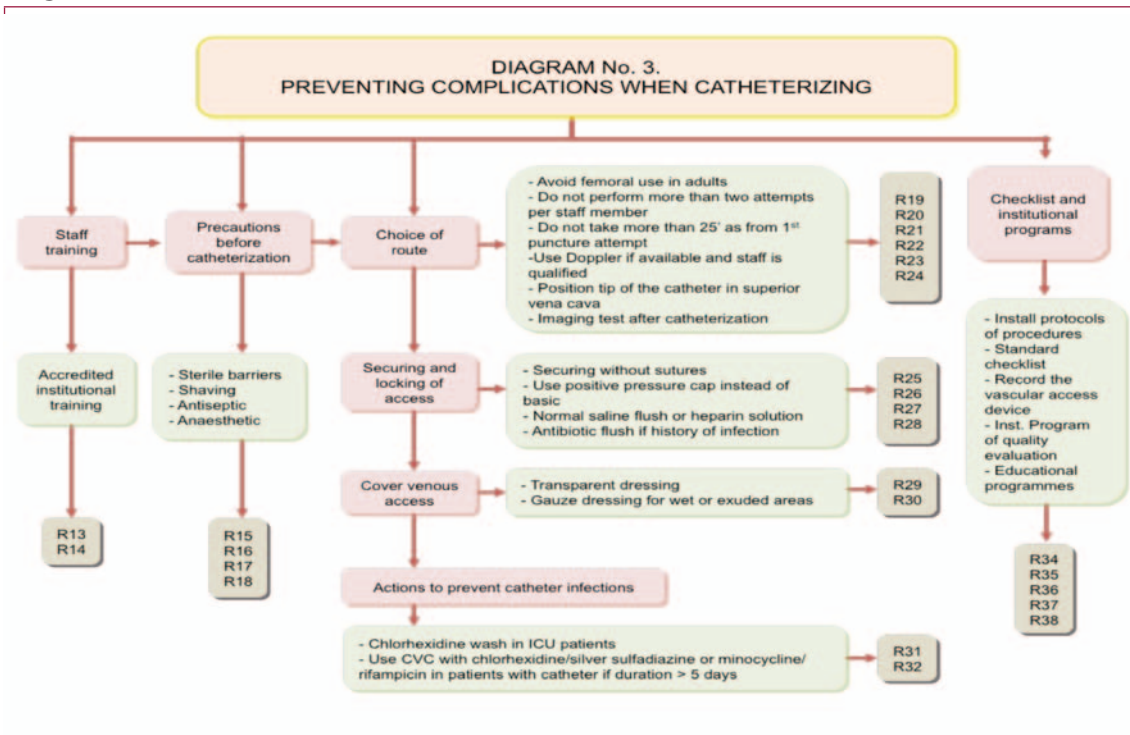 DIAGRAM No. 3.
PREVENTING COMPLICATIONS WHEN CATHETERIZING
Staff
training
Precautions
before
catheterization
Choice of
route
- Avoid femoral use in adults
- Do not perform more than two attempts
per staff member
- Do not take more than 25' as from 1st
puncture attempt
-Use Doppler if available and staff is
qualified
- Position tip of the catheter in superior
vena cava
- Imaging test after catheterization
R19
R20
R21
R22
R23
R24
Checklist and
institutional
programs
Accredited
institutional
training
- Sterile barriers
- Shaving
- Antiseptic
- Anaesthetic
Securing and
locking of
access
- Securing without sutures
- Use positive pressure cap instead of
basic
- Normal saline flush or heparin solution
- Antibiotic flush if history of infection
R25
R26
R27
R28
- Install protocols
of procedures
- Standard
checklist
- Record the
vascular access
device
- Inst. Program
of quality
evaluation
- Educational
programmes
Cover venous
access
- Transparent dressing
- Gauze dressing for wet or exuded areas
R29
R30
R13
R14
R15
R16
R17
R18
R34
R35
R36
R37
R38
Actions to prevent catheter infections
- Chlorhexidine wash in ICU patients
- Use CVC with chlorhexidine/silver sulfadiazine or minocycline/
rifampicin in patients with catheter if duration > 5 days
R31
R32